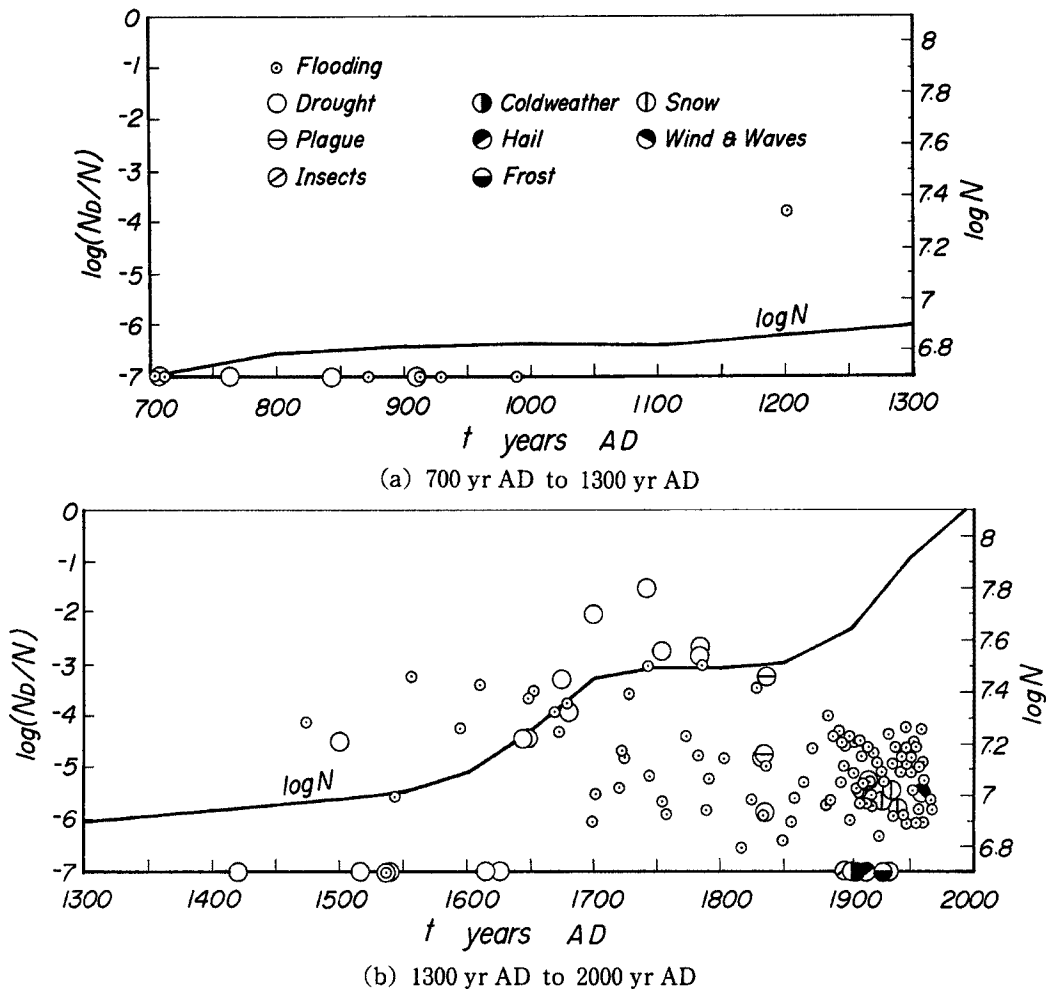 0
-1
-2
-3
-4
-5
-6
-7
log(ND/N)
Flooding
Drought
Coldweather
Snow
Plague
Hail
Wind & Waves
Insects
Frost
log N
8
7.8
7.6
7.4
7.2
7
6.8
log N
700 800 900 1000 1100 1200 1300
t years AD
(a) 700 yr AD to 1300 yr AD
0
-1
-2
-3
-4
-5
-6
-7
log(ND/N)
log N
8
7.8
7.6
7.4
7.2
7
6.8
log N
1300 1400 1500 1600 1700 1800 1900 2000
t years AD
(b) 1300 yr AD to 2000 yr AD